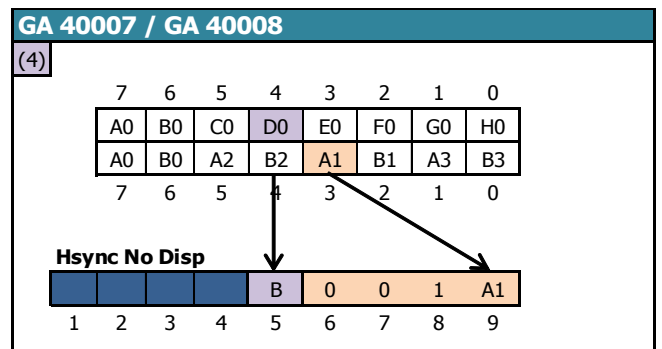 GA 40007 / GA 40008
(4)
7 6 5 4 3 2 1 0
A0 B0 C0 D0 E0 F0 G0 H0
A0 B0 A2 B2 A1 B1 A3 B3
7 6 5 4 3 2 1 0
Hsync No Disp
B 0 0 1 A1
1 2 3 4 5 6 7 8 9